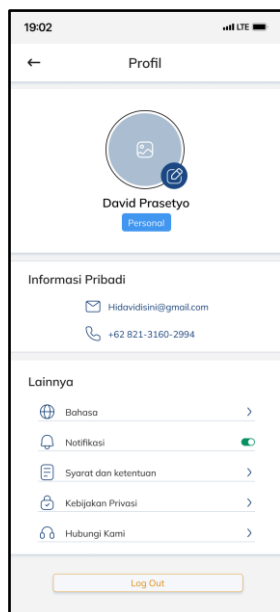 19:02 LTE
Profil
David Prasetyo
Personal
Informasi Pribadi
Hidavidisini@gmail.com
+62 821-3160-2994
Lainnya
Bahasa
Notifikasi
Syarat dan ketentuan
Kebijakan Privasi
Hubungi Kami
Log Out